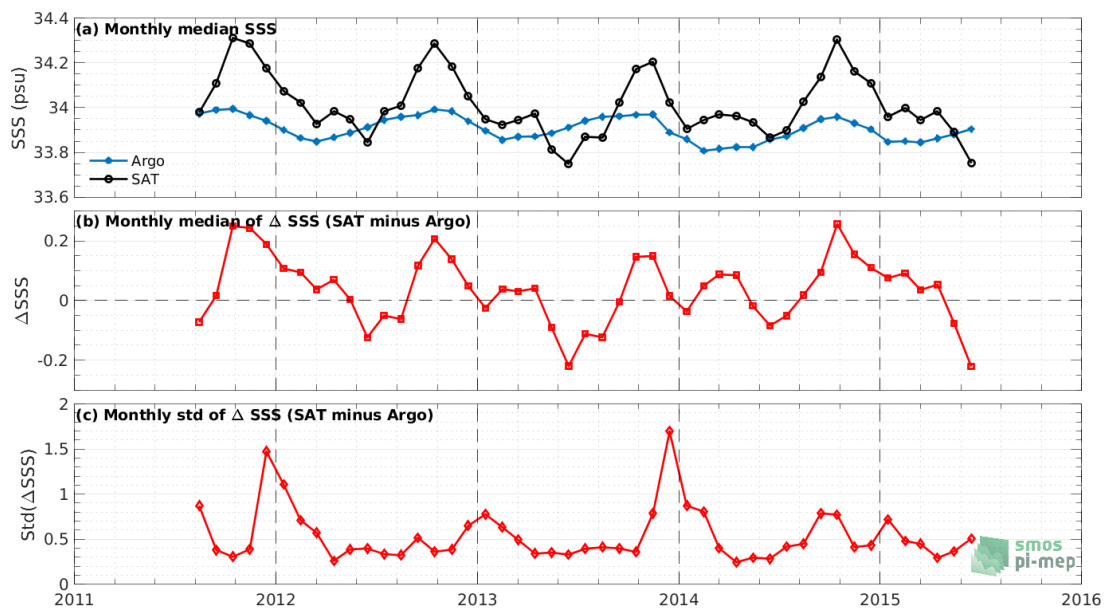 (a) Monthly median SSS
SSS (psu)
34.4
34.2
34
33.8
33.6
Argo
SAT
(b) Monthly median of Δ SSS (SAT minus Argo)
ΔSSS
0.2
0
-0.2
(c) Monthly std of Δ SSS (SAT minus Argo)
Std(ΔSSS)
2
1.5
1
0.5
0
smos
pi-mep
2011
2012
2013
2014
2015
2016